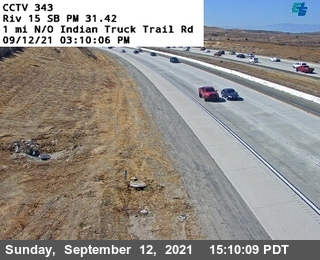 CCTV 343
Riv 15 SB PM 31.42
1 mi N/O Indian Truck Trail Rd
09/12/21 03:10:06 PM
Sunday, September 12, 2021 15:10:09 PDT